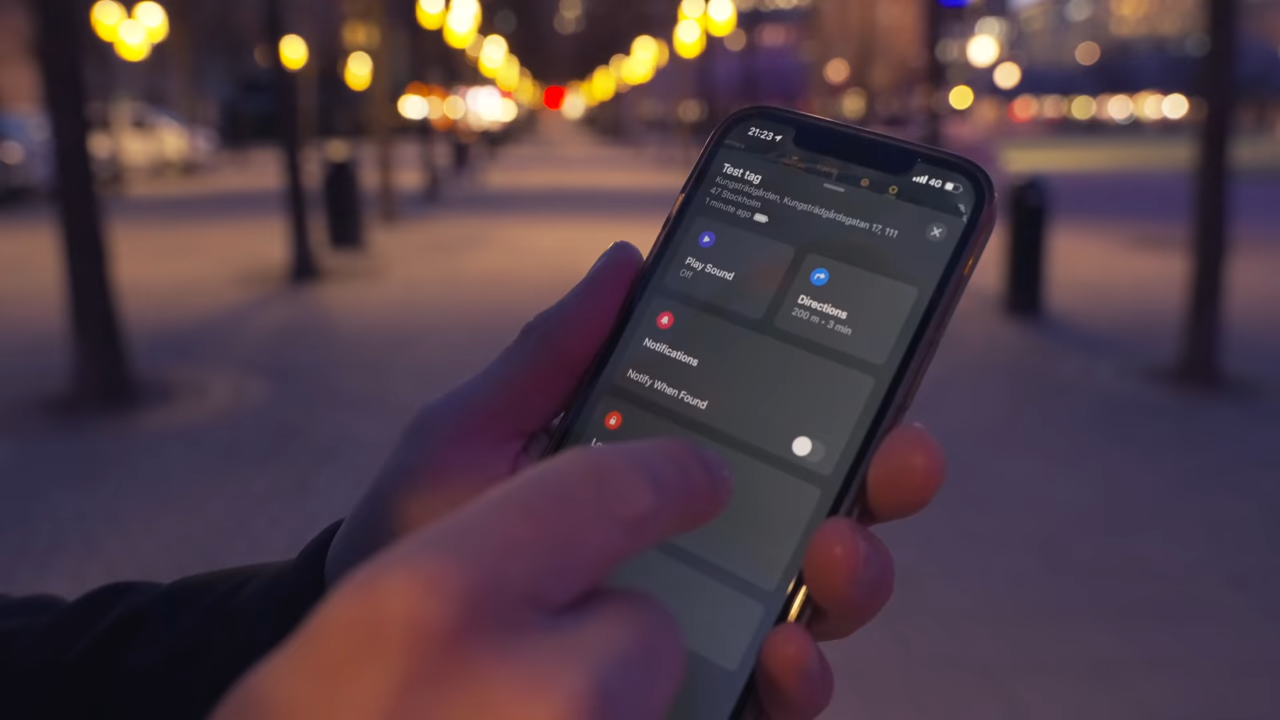 21:23
4G
Test tag
Kungsträdgården, Kungsträdgårdsgatan 17, 111
47 Stockholm
1 minute ago
Play Sound
Off
Directions
200 m • 3 min
Notifications
Notify When Found